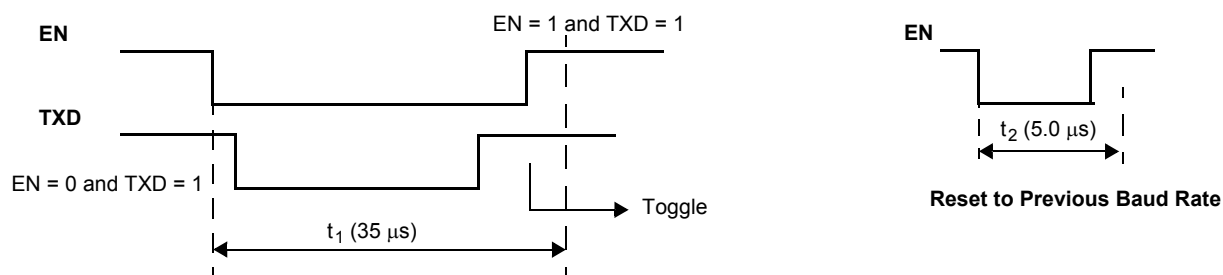 EN = 1 and TXD = 1
EN
TXD
EN = 0 and TXD = 1
Toggle
t1 (35 μs)
EN
t2 (5.0 μs)
Reset to Previous Baud Rate